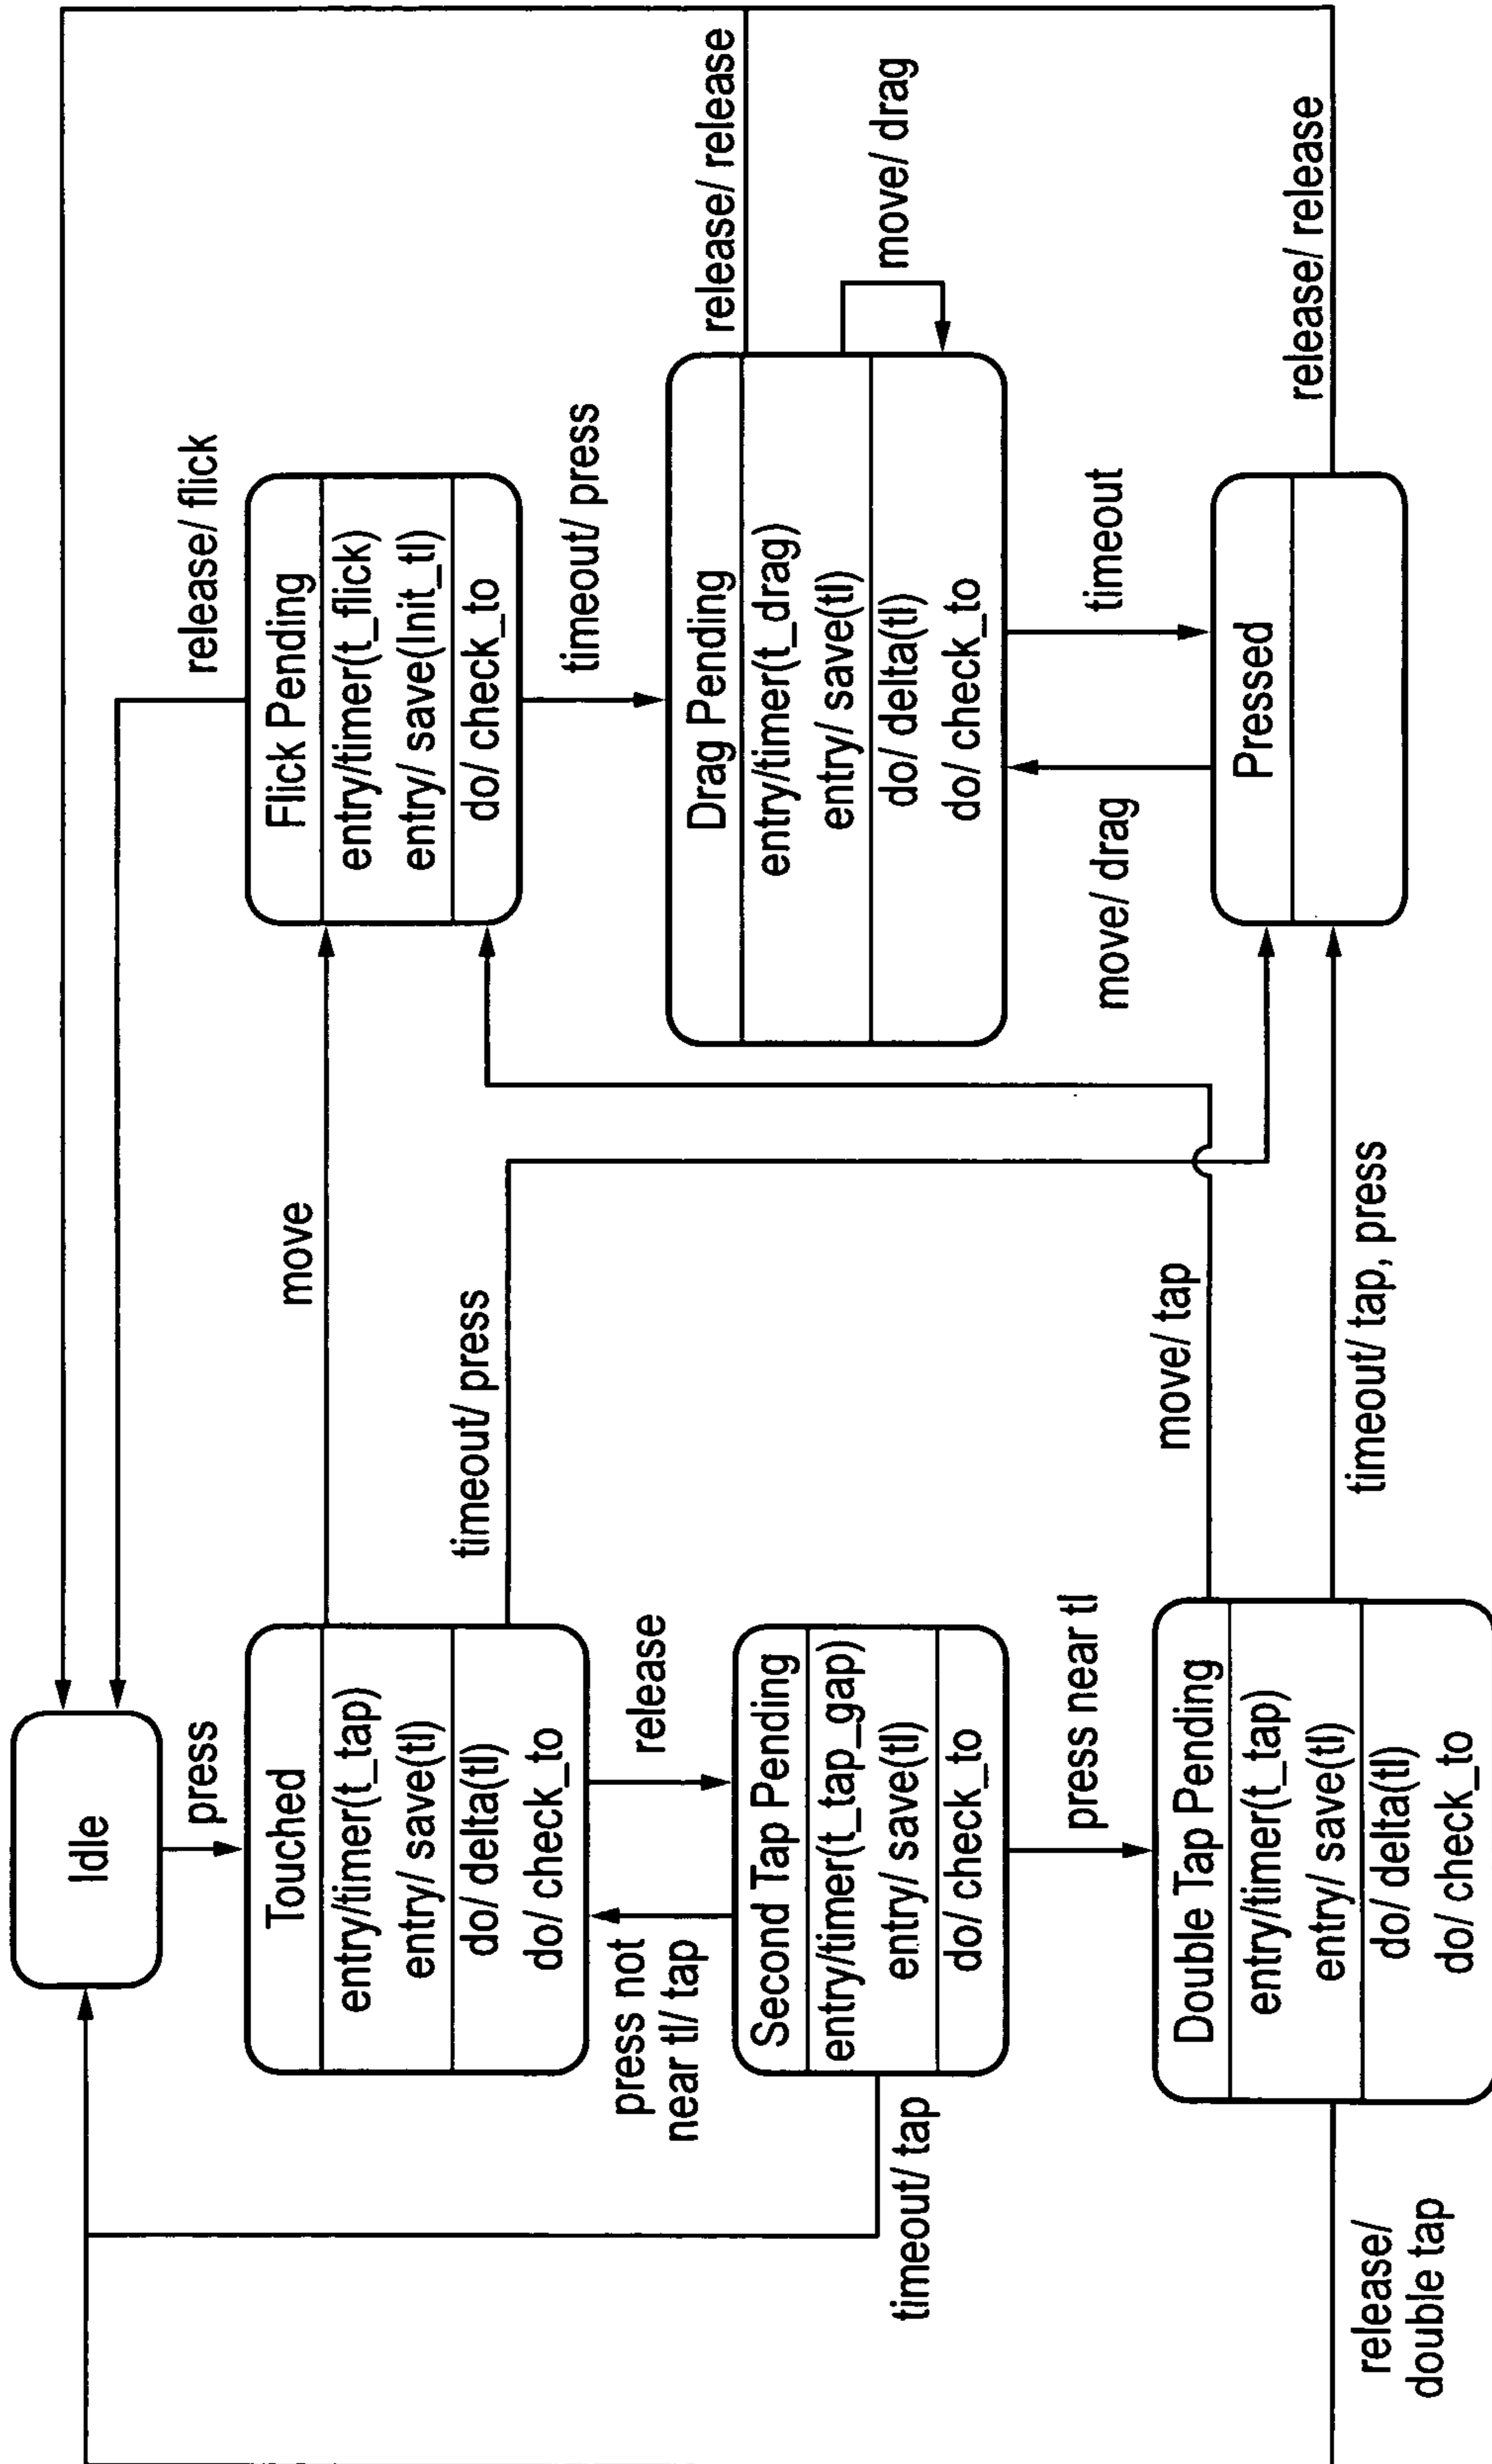 Idle
press
Touched
entry/timer(t_tap)
entry/ save(tl)
do/ delta(tl)
do/ check_to
press not
near tl/ tap
release
Second Tap Pending
entry/timer(t_tap_gap)
entry/ save(tl)
do/ check_to
timeout/ tap
press near tl
Double Tap Pending
entry/timer(t_tap)
entry/ save(tl)
do/ delta(tl)
do/ check_to
release/
double tap
move
timeout/ press
move/ tap
timeout/ tap, press
release/ flick
Flick Pending
entry/timer(t_flick)
entry/ save(Init_tl)
do/ check_to
timeout/ press
release/ release
Drag Pending
entry/timer(t_drag)
entry/ save(tl)
do/ delta(tl)
do/ check_to
move/ drag
move/ drag
timeout
Pressed
release/ release